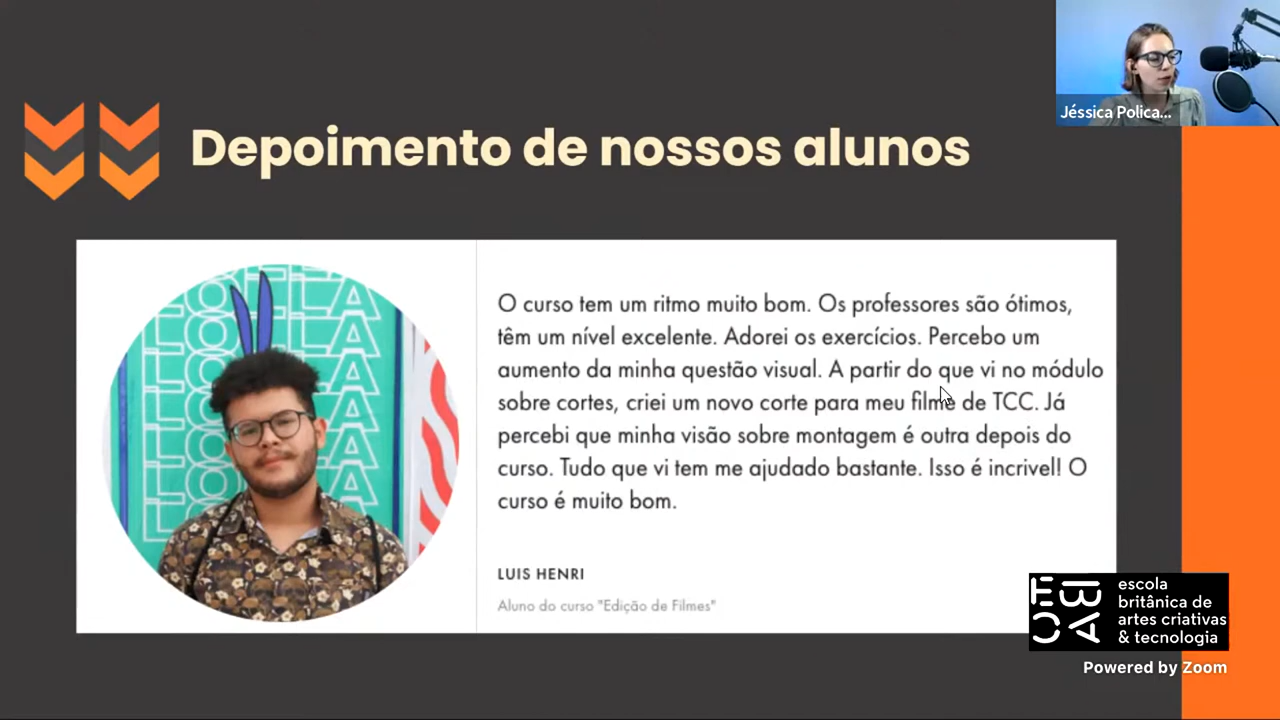 Depoimento de nossos alunos
Jéssica Polica...
LOLLA
O curso tem um ritmo muito bom. Os professores são ótimos,
têm um nível excelente. Adorei os exercícios. Percebo um
aumento da minha questão visual. A partir do que vi no módulo
sobre cortes, criei um novo corte para meu filme de TCC. Já
percebi que minha visão sobre montagem é outra depois do
curso. Tudo que vi tem me ajudado bastante. Isso é incrivel! O
curso é muito bom.
LUIS HENRI
Aluno do curso "Edição de Filmes"
EBAC
escola
britânica de
artes criativas
& tecnologia
Powered by Zoom